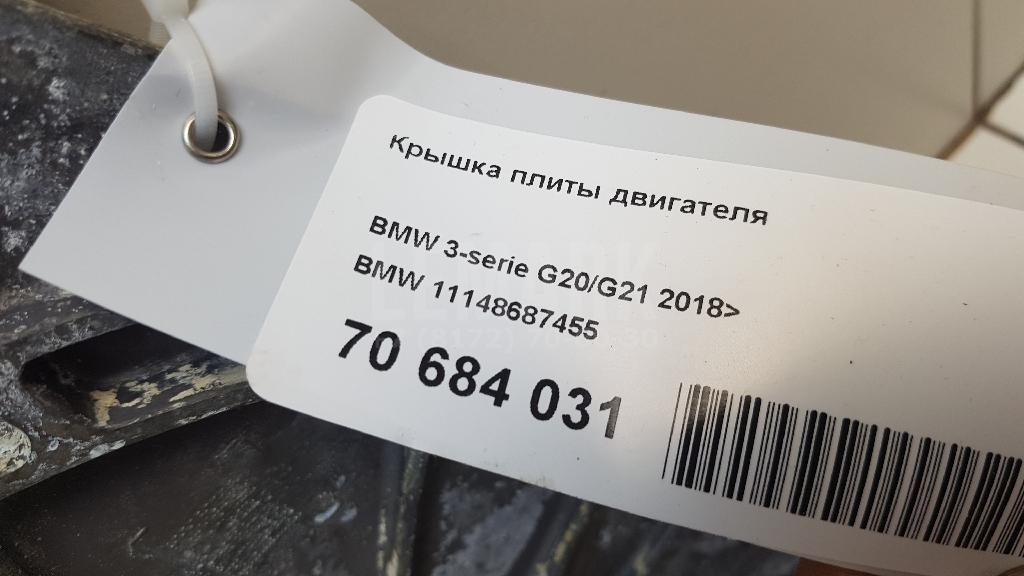 Крышка плиты двигателя
BMW 3-serie G20/G21 2018>
BMW 11148687455
70 684 031